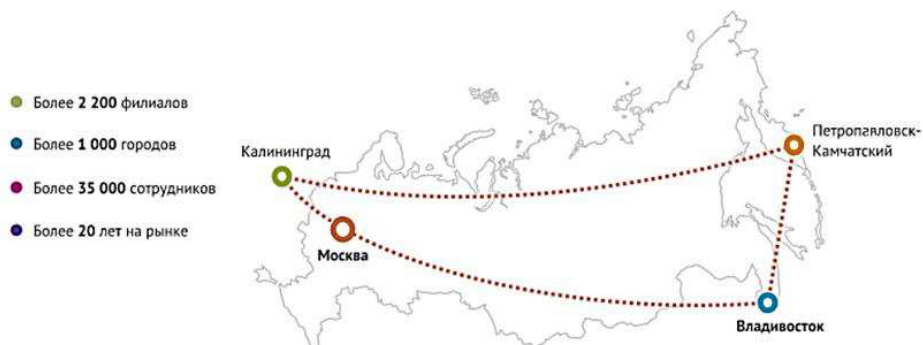 Более 2 200 филиалов
Более 1 000 городов
Более 35 000 сотрудников
Более 20 лет на рынке
Калининград
Москва
Петропавловск-
Камчатский
Владивосток